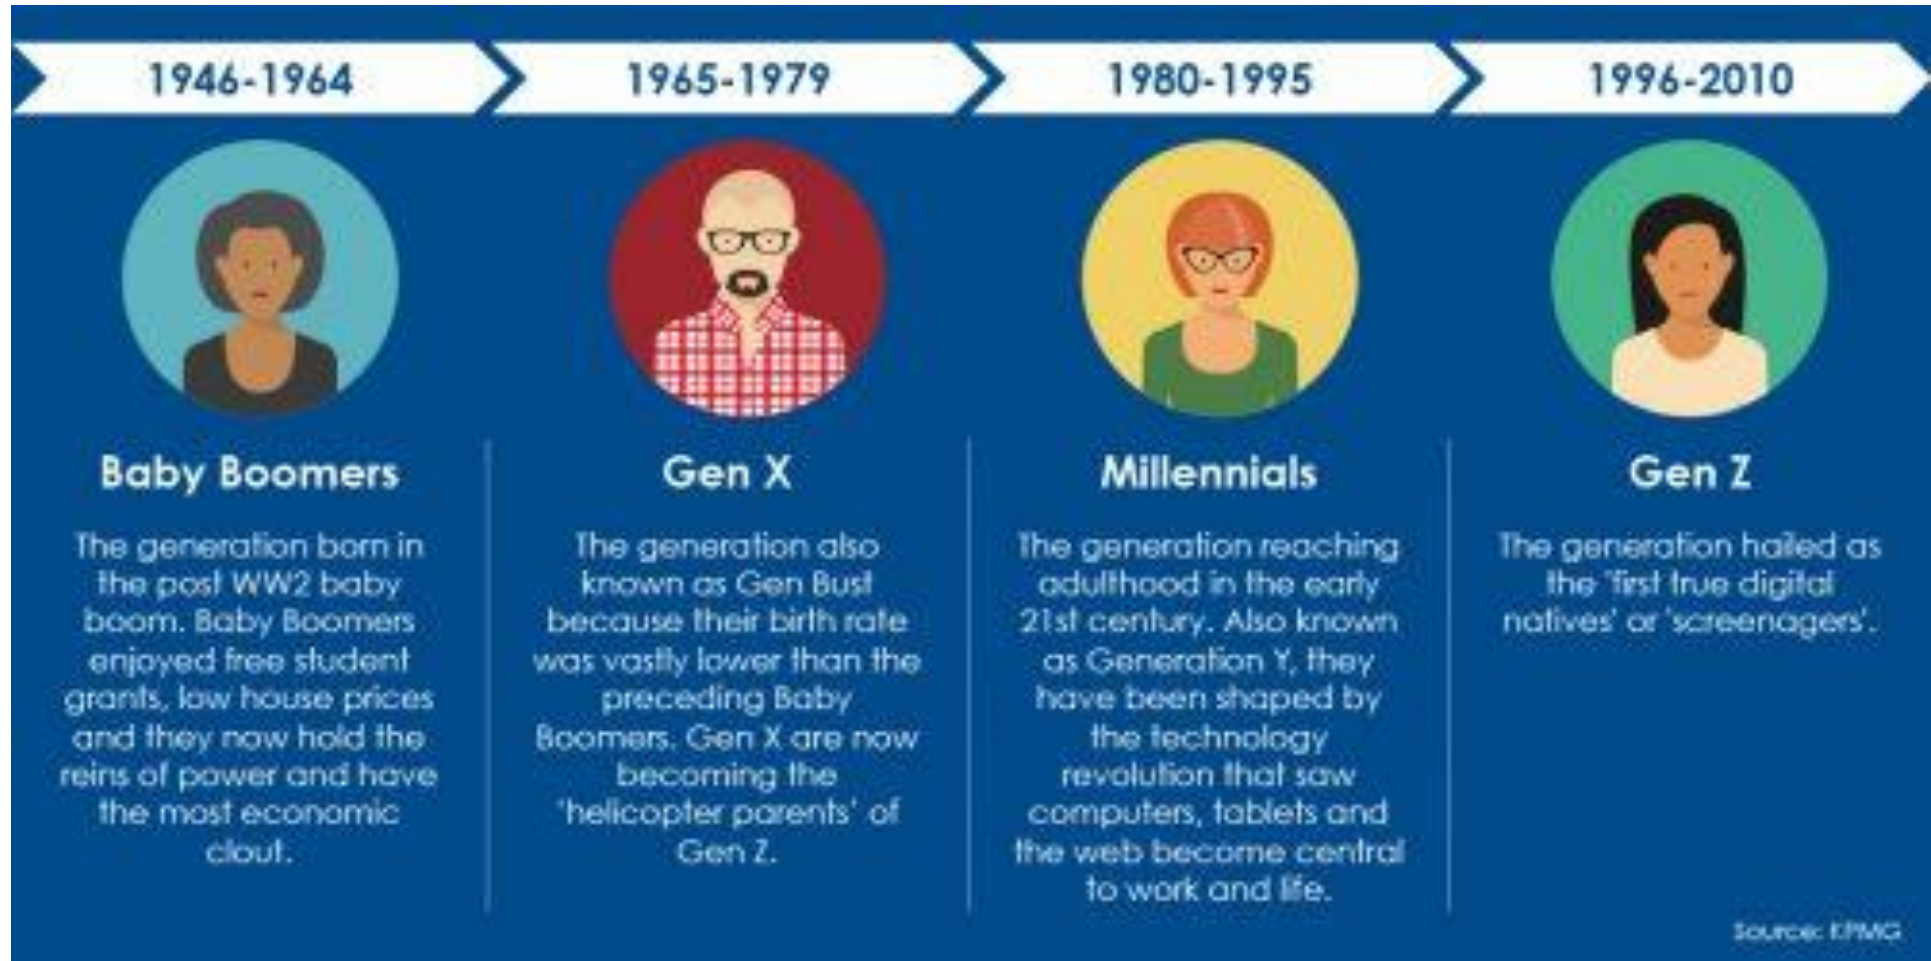 1946-1964
1965-1979
1980-1995
1996-2010
Baby Boomers
The generation born in
the post WW2 baby
boom. Baby Boomers
enjoyed free student
grants, low house prices
and they now hold the
reins of power and have
the most economic
clout.
Gen X
The generation also
known as Gen Bust
because their birth rate
was vastly lower than the
preceding Baby
Boomers. Gen X are now
becoming the
'helicopter parents' of
Gen Z.
Millennials
The generation reaching
adulthood in the early
21st century. Also known
as Generation Y, they
have been shaped by
the technology
revolution that saw
computers, tablets and
the web become central
to work and life.
Gen Z
The generation hailed as
the 'first true digital
natives' or 'screenagers'.
Source: KPMG